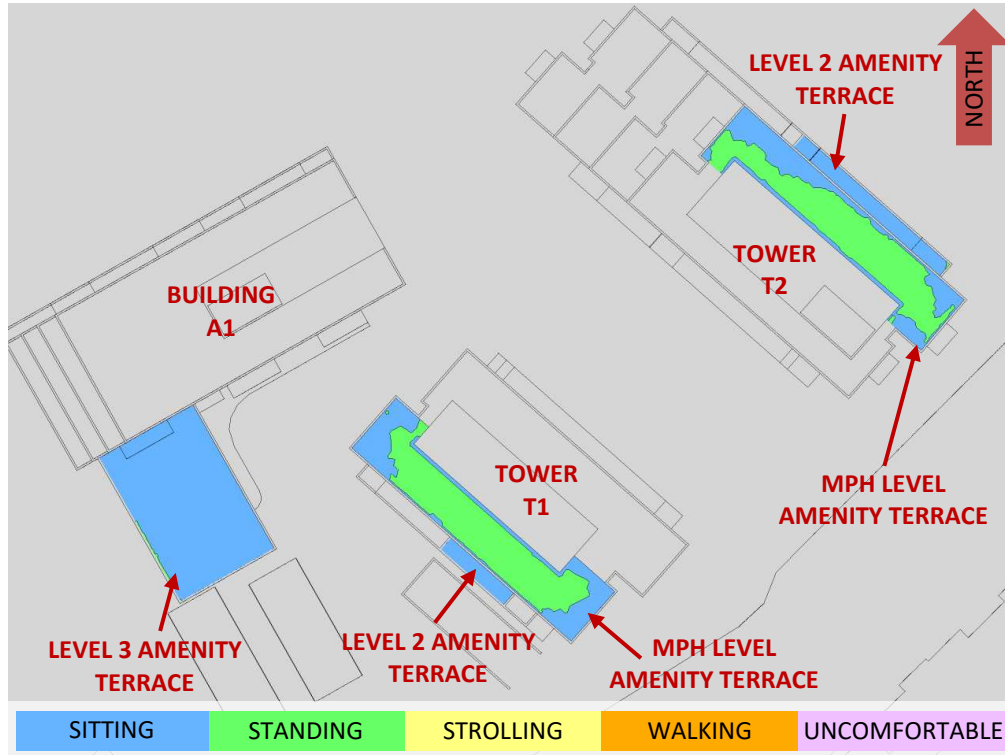 LEVEL 2 AMENITY
TERRACE
NORTH
TOWER
T2
BUILDING
A1
TOWER
T1
MPH LEVEL
AMENITY TERRACE
LEVEL 3 AMENITY
TERRACE
LEVEL 2 AMENITY
TERRACE
MPH LEVEL
AMENITY TERRACE
SITTING STANDING STROLLING WALKING UNCOMFORTABLE